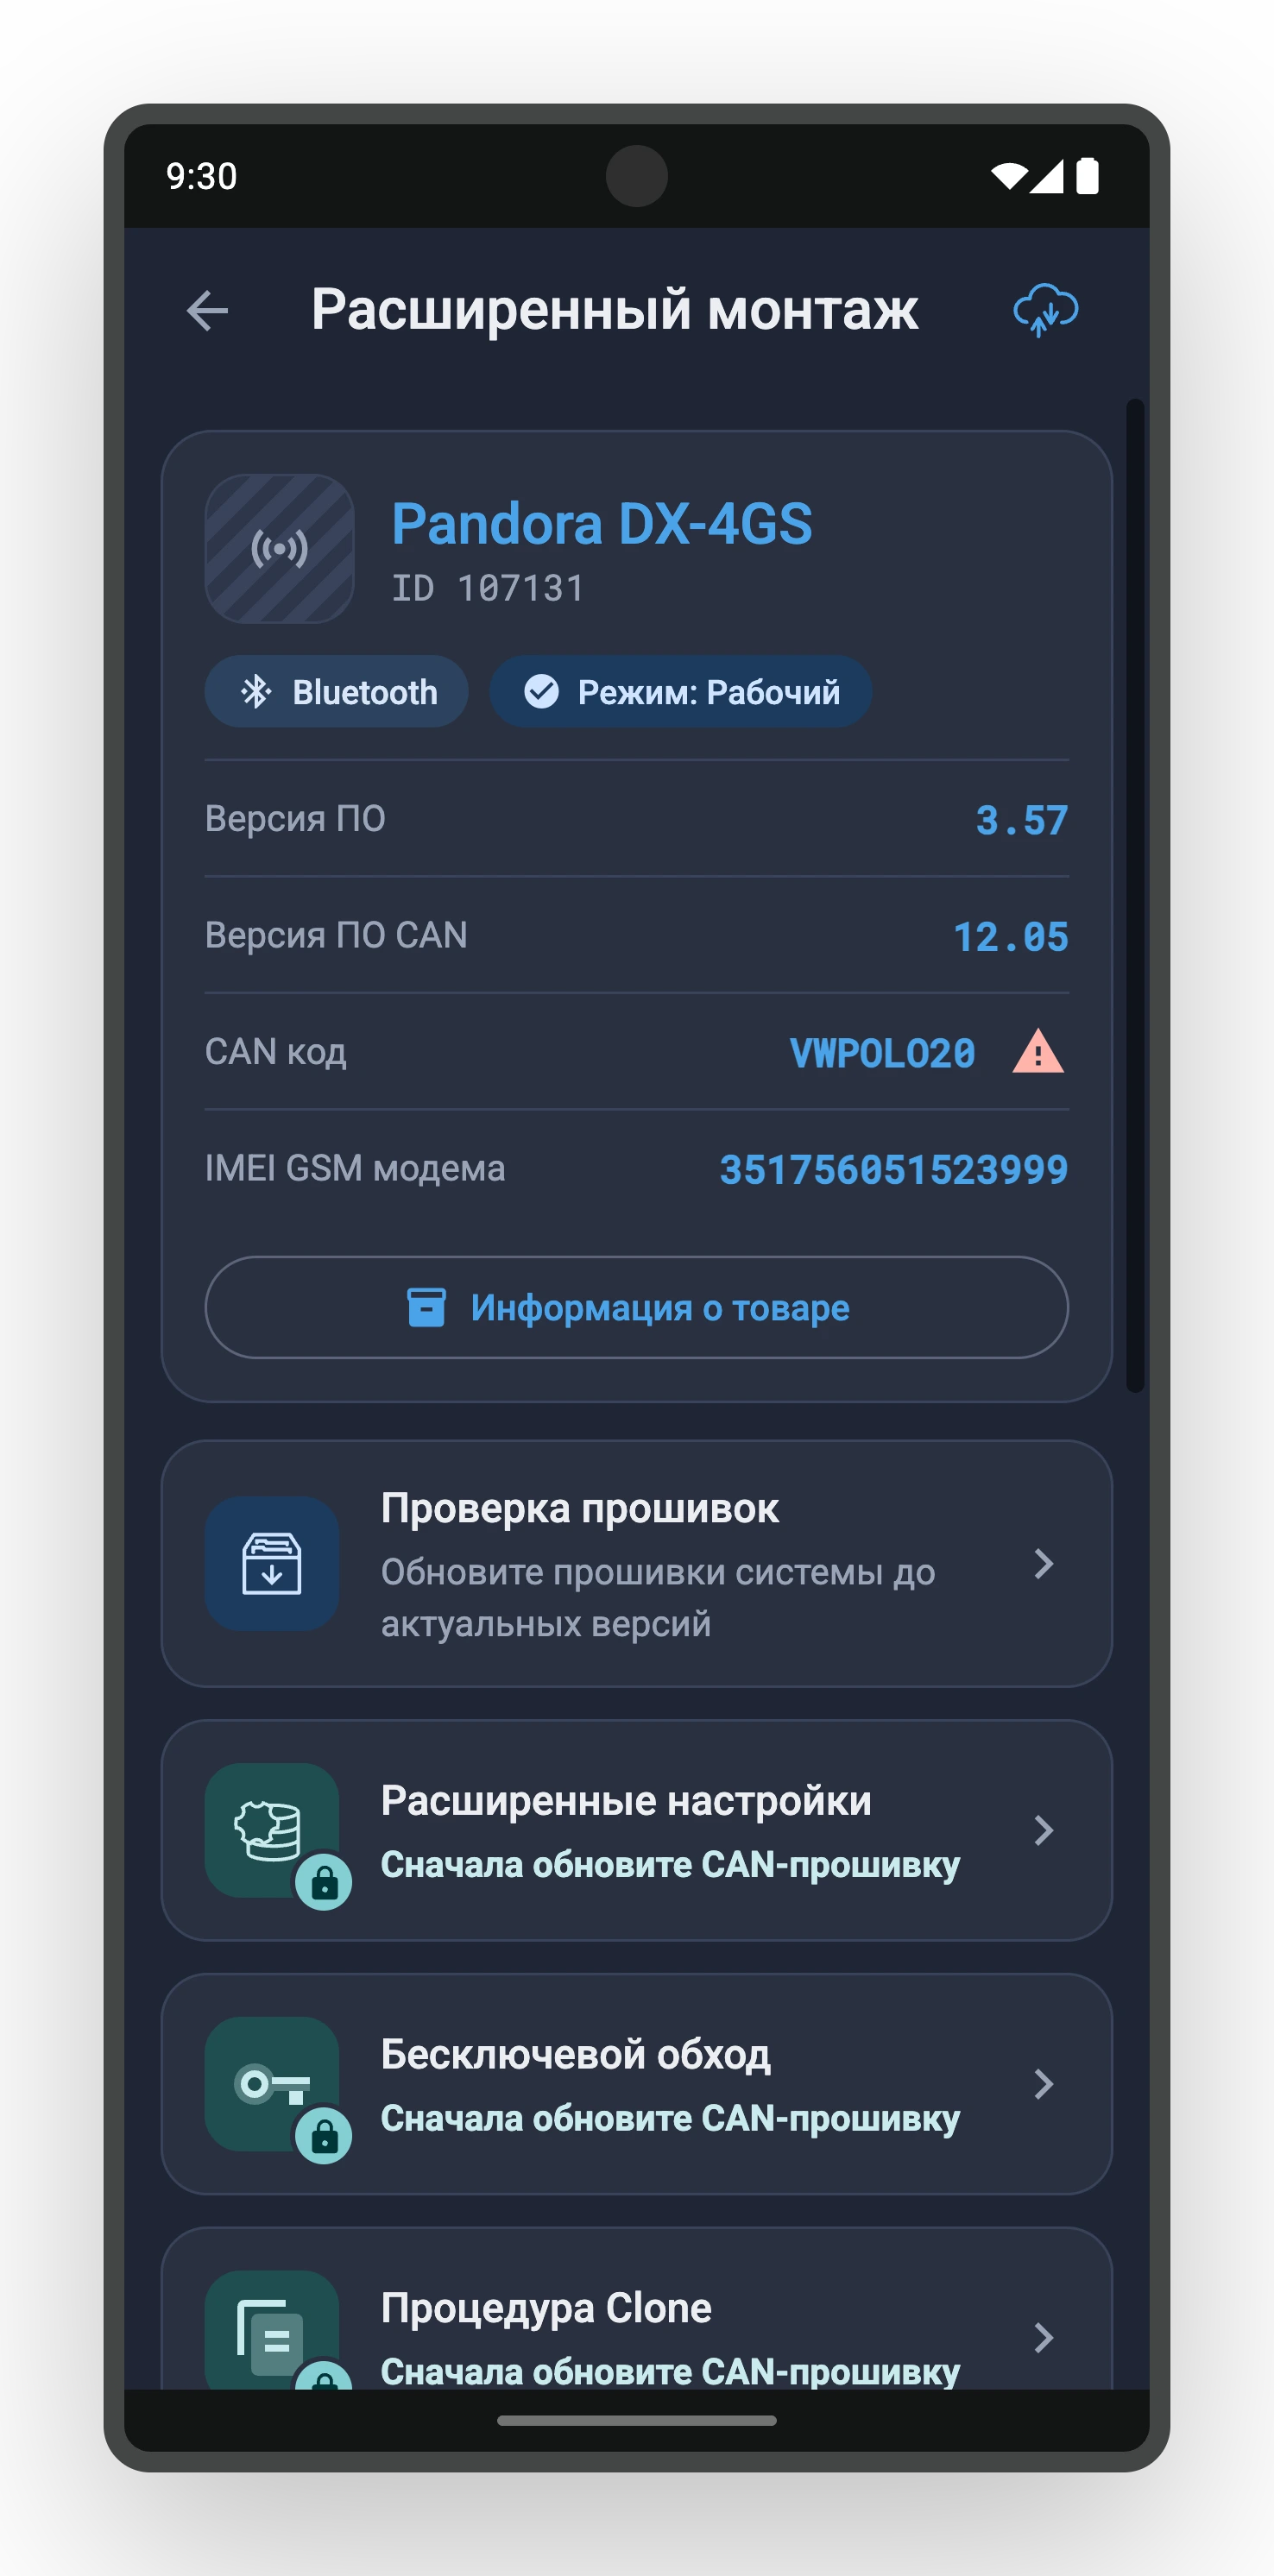 9:30
Расширенный монтаж
Pandora DX-4GS
ID 107131
Bluetooth
Режим: Рабочий
Версия ПО
3.57
Версия ПО CAN
12.05
CAN код
VWPOLO20
IMEI GSM модема
351756051523999
Информация о товаре
Проверка прошивок
Обновите прошивки системы до
актуальных версий
Расширенные настройки
Сначала обновите CAN-прошивку
Бесключевой обход
Сначала обновите CAN-прошивку
Процедура Clone
Сначала обновите CAN-прошивку